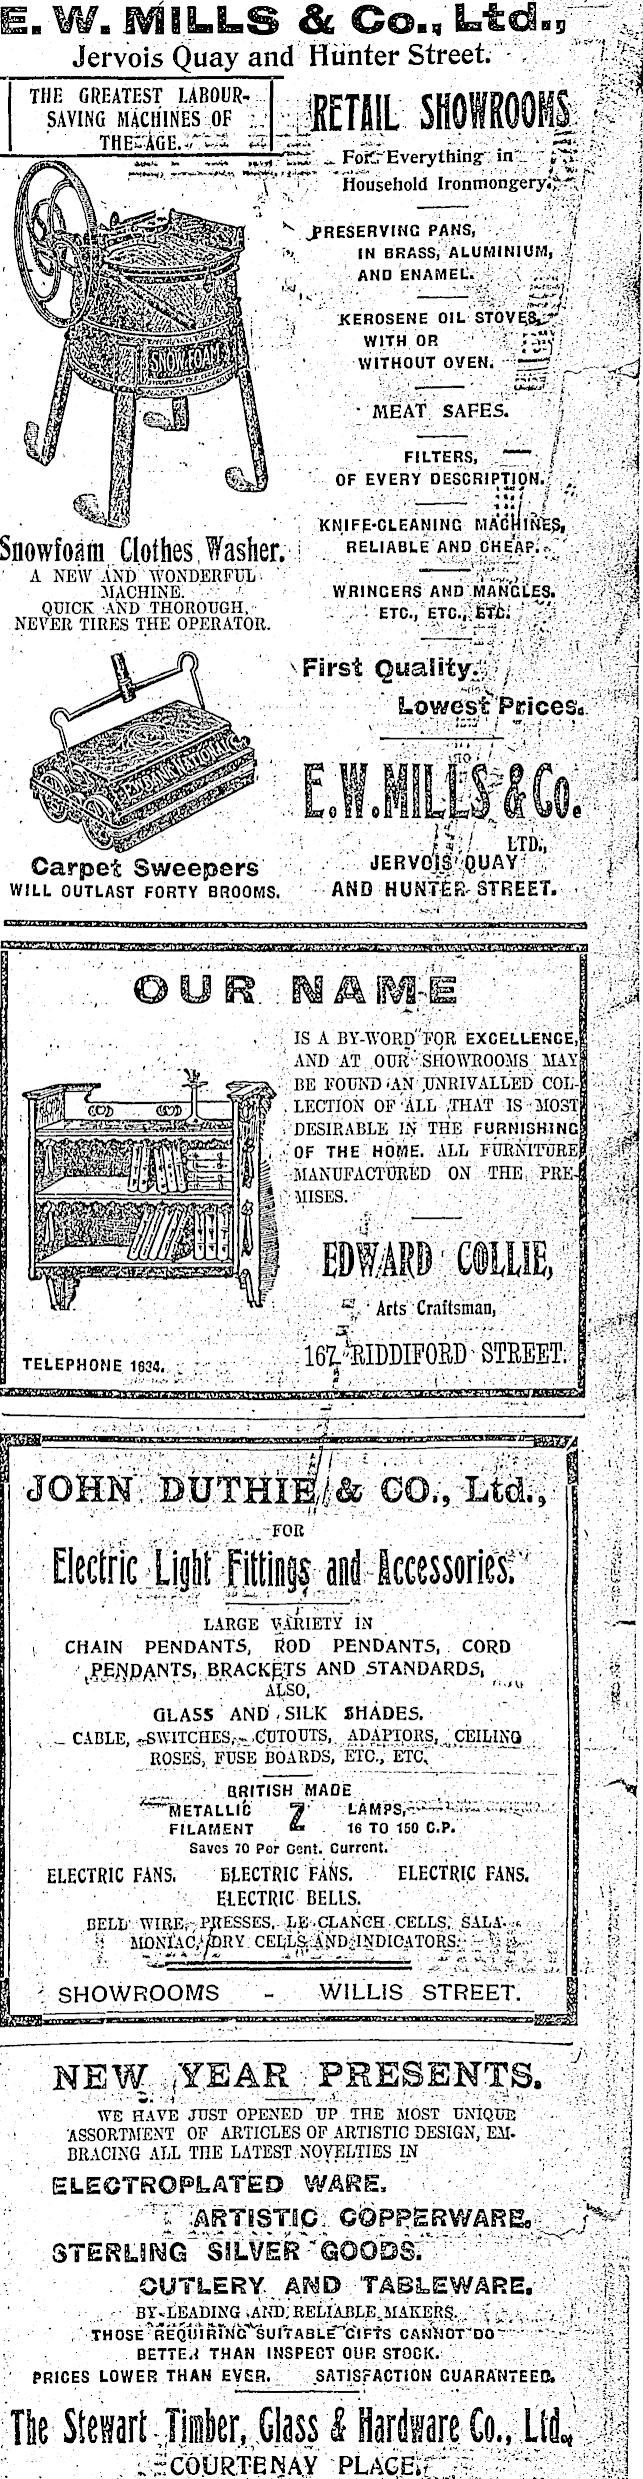 E. W. MILLS & Co., Ltd.,
Jervois Quay and Hunter Street.
THE GREATEST LABOUR-
SAVING MACHINES OF
THE AGE.
SNOWFOAM
Snowfoam Clothes Washer.
A NEW AND WONDERFUL
MACHINE.
QUICK AND THOROUGH,
NEVER TIRES THE OPERATOR.
Carpet Sweepers
WILL OUTLAST FORTY BROOMS.
RETAIL SHOWROOMS
For Everything in
Household Ironmongery.
PRESERVING PANS,
IN BRASS, ALUMINIUM,
AND ENAMEL.
KEROSENE OIL STOVES,
WITH OR
WITHOUT OVEN.
MEAT SAFES.
FILTERS,
OF EVERY DESCRIPTION.
KNIFE-CLEANING MACHINES,
RELIABLE AND CHEAP.
WRINGERS AND MANGLES.
ETC., ETC., ETC.
First Quality.
Lowest Prices.
E. W. MILLS & Co.
LTD.,
JERVOIS QUAY
AND HUNTER STREET.
OUR NAME
IS A BY-WORD FOR EXCELLENCE,
AND AT OUR SHOWROOMS MAY
BE FOUND AN UNRIVALLED COL-
LECTION OF ALL THAT IS MOST
DESIRABLE IN THE FURNISHING
OF THE HOME. ALL FURNITURE
MANUFACTURED ON THE PRE-
MISES.
EDWARD COLLIE,
Arts Craftsman,
167 RIDDIFORD STREET.
TELEPHONE 1634.
JOHN DUTHIE & CO., Ltd.,
FOR
Electric Light Fittings and Accessories.
LARGE VARIETY IN
CHAIN PENDANTS, ROD PENDANTS, CORD
PENDANTS, BRACKETS AND STANDARDS,
ALSO,
GLASS AND SILK SHADES.
CABLE, SWITCHES, CUTOUTS, ADAPTORS, CEILING
ROSES, FUSE BOARDS, ETC., ETC.
BRITISH MADE
METALLIC FILAMENT Z LAMPS,
16 TO 150 C.P.
Saves 70 Per Cent. Current.
ELECTRIC FANS. ELECTRIC FANS. ELECTRIC FANS.
ELECTRIC BELLS.
BELL WIRE, PRESSES, LE CLANCH CELLS, SALA-
MONIAC, DRY CELLS AND INDICATORS.
SHOWROOMS - WILLIS STREET.
NEW YEAR PRESENTS.
WE HAVE JUST OPENED UP THE MOST UNIQUE
ASSORTMENT OF ARTICLES OF ARTISTIC DESIGN, EM-
BRACING ALL THE LATEST NOVELTIES IN
ELECTROPLATED WARE.
ARTISTIC COPPERWARE.
STERLING SILVER GOODS.
CUTLERY AND TABLEWARE.
BY LEADING AND RELIABLE MAKERS.
THOSE REQUIRING SUITABLE GIFTS CANNOT DO
BETTER THAN INSPECT OUR STOCK.
PRICES LOWER THAN EVER. SATISFACTION GUARANTEED.
The Stewart Timber, Glass & Hardware Co., Ltd.,
COURTENAY PLACE.